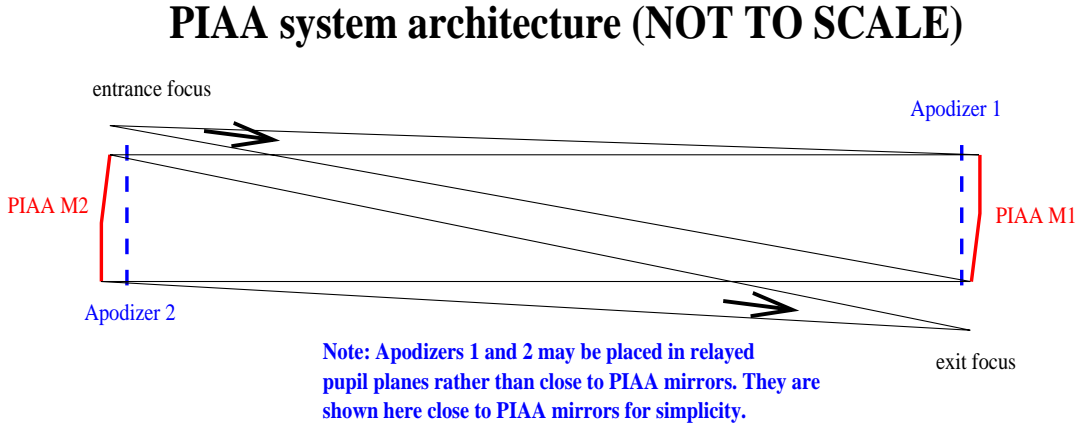 PIAA system architecture (NOT TO SCALE)
entrance focus
Apodizer 1
PIAA M2
PIAA M1
Apodizer 2
Note: Apodizers 1 and 2 may be placed in relayed
pupil planes rather than close to PIAA mirrors. They are
shown here close to PIAA mirrors for simplicity.
exit focus